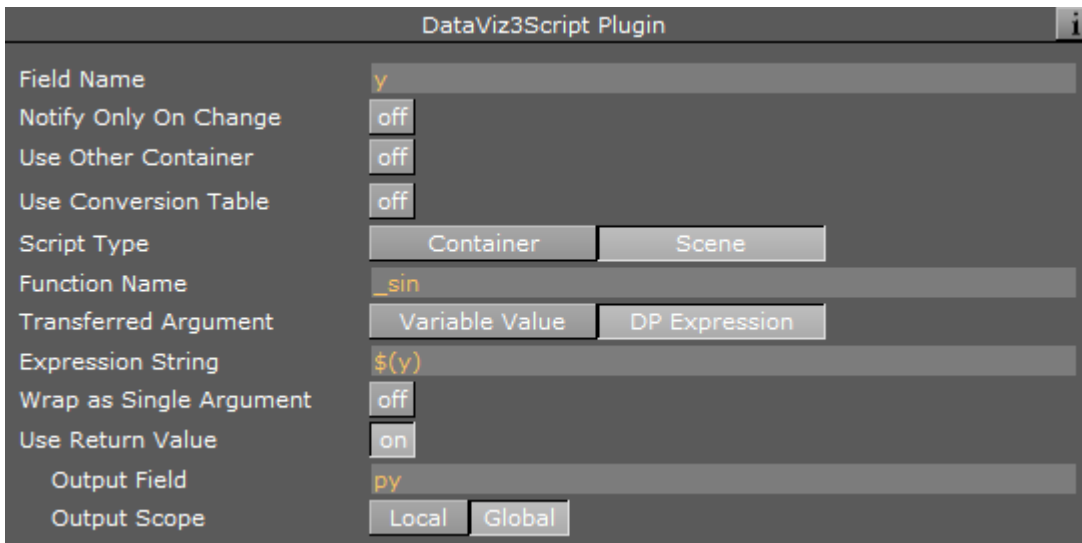 DataViz3Script Plugin i
Field Name y
Notify Only On Change off
Use Other Container off
Use Conversion Table off
Script Type Container Scene
Function Name _sin
Transferred Argument Variable Value DP Expression
Expression String $(y)
Wrap as Single Argument off
Use Return Value on
Output Field py
Output Scope Local Global